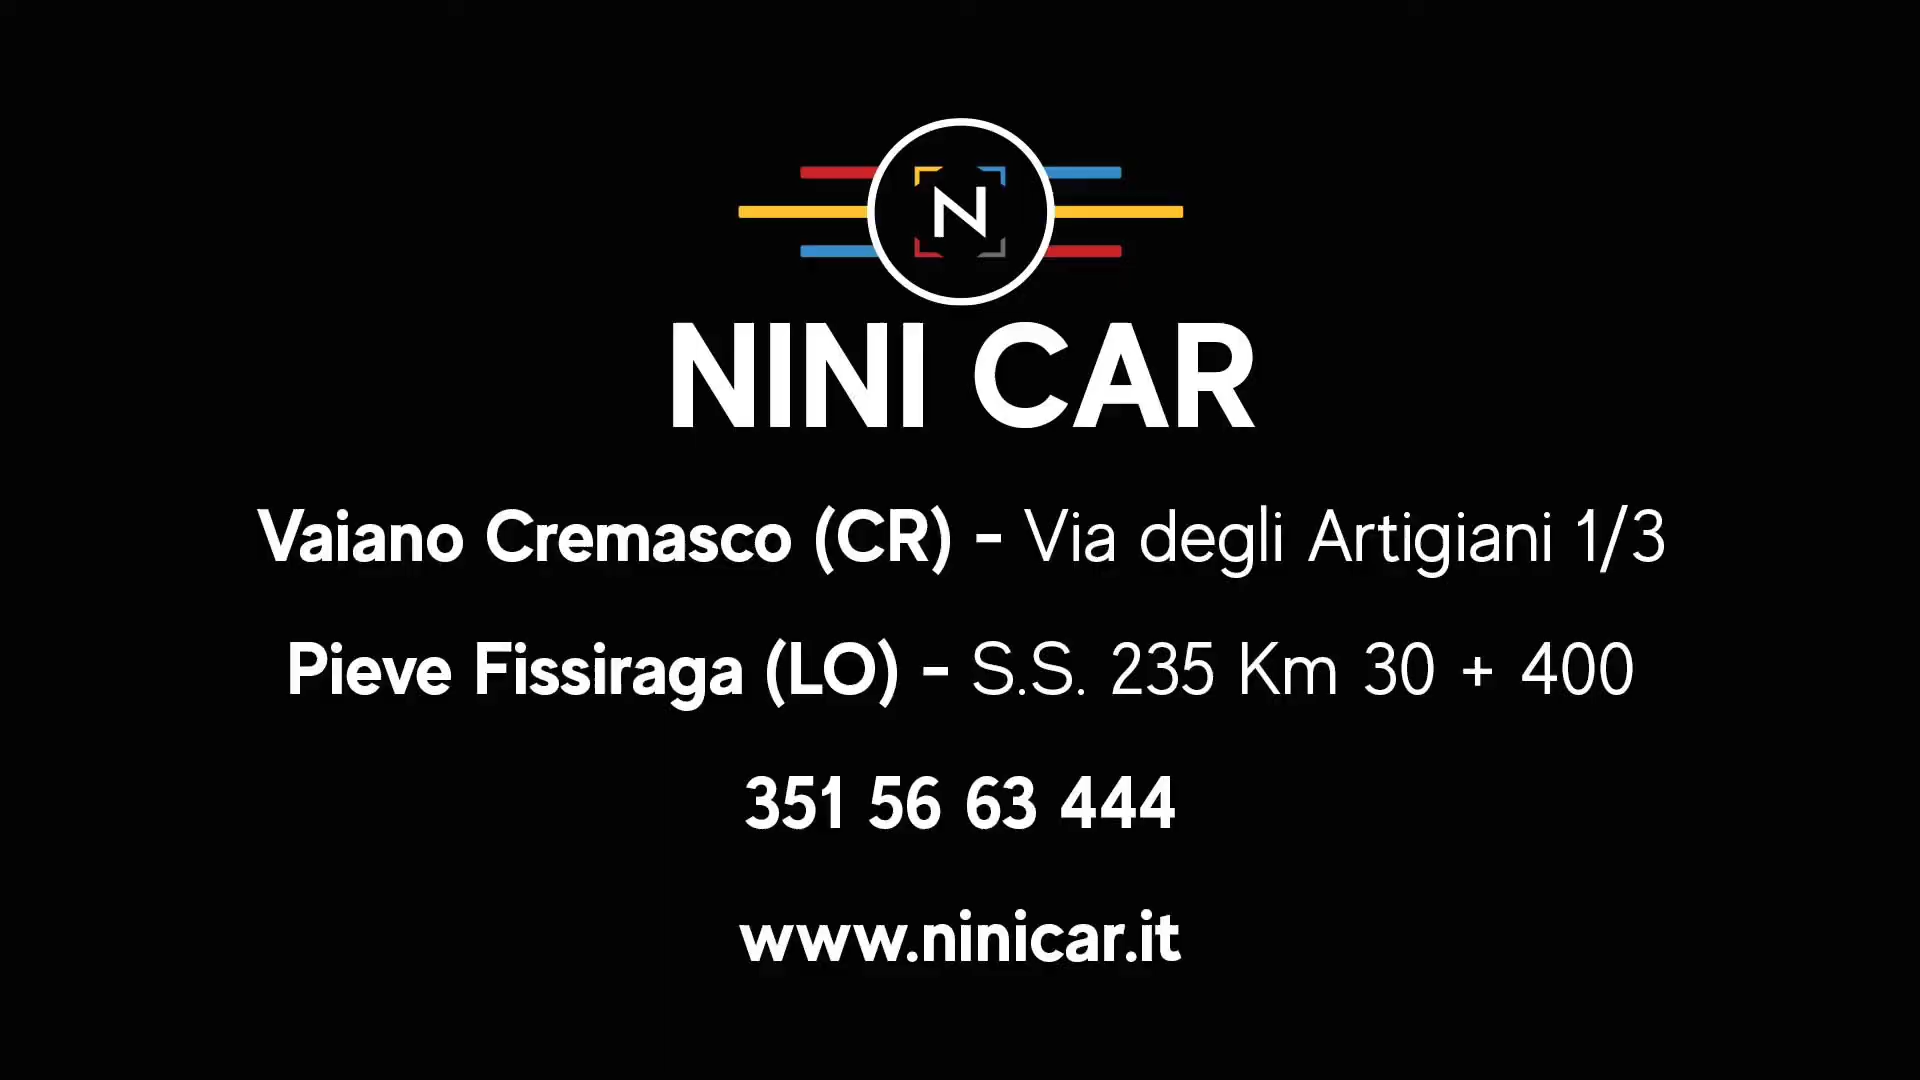 N
NINI CAR
Vaiano Cremasco (CR) - Via degli Artigiani 1/3
Pieve Fissiraga (LO) - S.S. 235 Km 30 + 400
351 56 63 444
www.ninicar.it